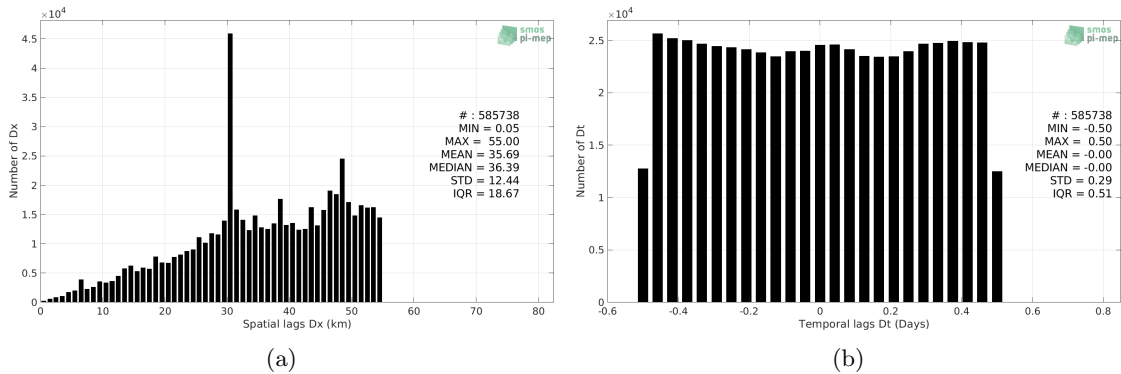 ×10⁴
4.5
4
3.5
3
2.5
2
1.5
1
0.5
0
0 10 20 30 40 50 60 70 80
Number of Dx
Spatial lags Dx (km)
smos
pi-mep
# : 585738
MIN = 0.05
MAX = 55.00
MEAN = 35.69
MEDIAN = 36.39
STD = 12.44
IQR = 18.67
(a)
×10⁴
2.5
2
1.5
1
0.5
0
-0.6 -0.4 -0.2 0 0.2 0.4 0.6 0.8
Number of Dt
Temporal lags Dt (Days)
smos
pi-mep
# : 585738
MIN = -0.50
MAX = 0.50
MEAN = -0.00
MEDIAN = -0.00
STD = 0.29
IQR = 0.51
(b)